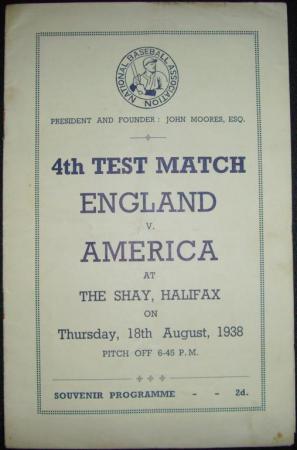 NATIONAL BASEBALL ASSOCIATION
PRESIDENT AND FOUNDER: JOHN MOORES, ESQ.
4th TEST MATCH
ENGLAND
v.
AMERICA
AT
THE SHAY, HALIFAX
ON
Thursday, 18th August, 1938
PITCH OFF 6-45 P.M.
SOUVENIR PROGRAMME - - 2d.